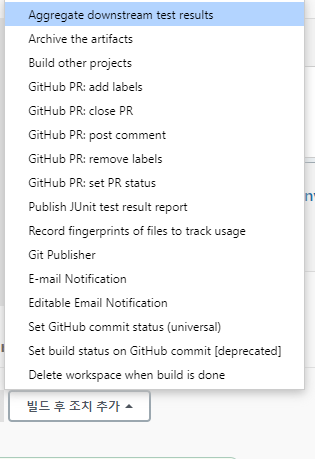 Aggregate downstream test results
Archive the artifacts
Build other projects
GitHub PR: add labels
GitHub PR: close PR
GitHub PR: post comment
GitHub PR: remove labels
GitHub PR: set PR status
Publish JUnit test result report
Record fingerprints of files to track usage
Git Publisher
E-mail Notification
Editable Email Notification
Set GitHub commit status (universal)
Set build status on GitHub commit [deprecated]
Delete workspace when build is done
빌드 후 조치 추가